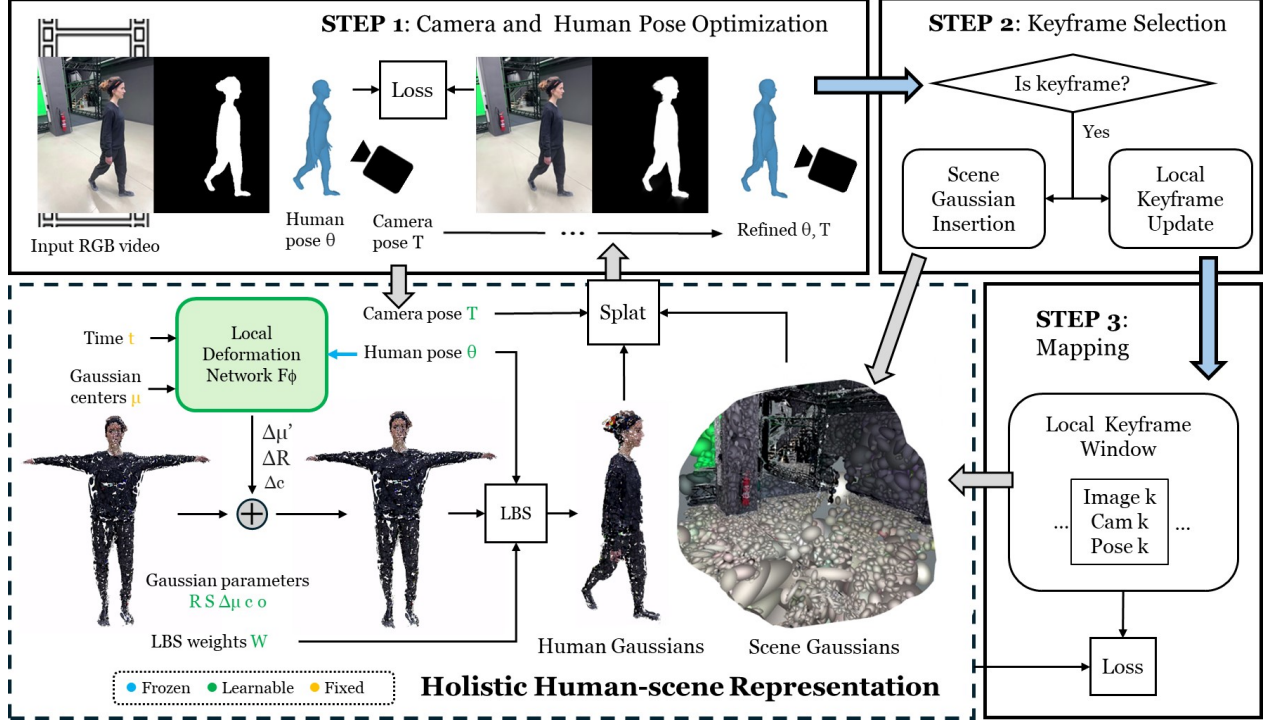 STEP 1: Camera and Human Pose Optimization
Loss
Input RGB video
Human
pose θ
Camera
pose T
...
Refined θ, T
STEP 2: Keyframe Selection
Is keyframe?
Yes
Scene
Gaussian
Insertion
Local
Keyframe
Update
STEP 3:
Mapping
Local Keyframe
Window
Image k
... Cam k ...
Pose k
Loss
Time t
Gaussian
centers μ
Local
Deformation
Network Fϕ
Camera pose T
Human pose θ
Splat
Δμ’
ΔR
Δc
LBS
Gaussian parameters
R S Δμ c o
LBS weights W
Human Gaussians
Scene Gaussians
Frozen
Learnable
Fixed
Holistic Human-scene Representation